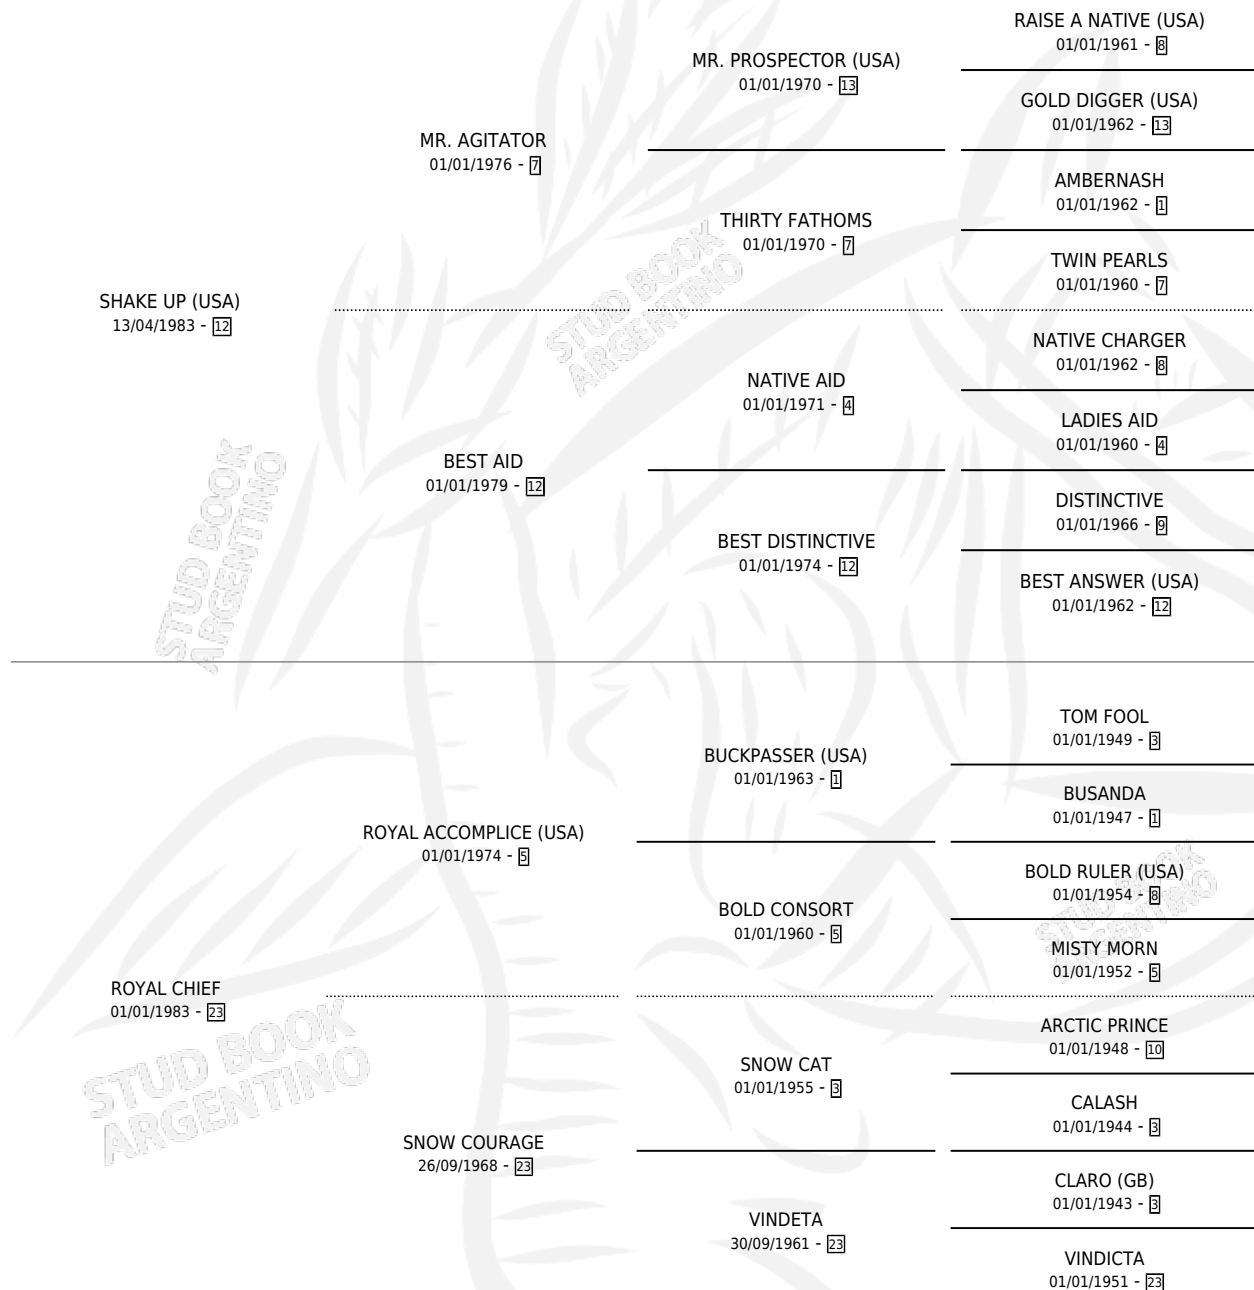 RAISE A NATIVE (USA)
01/01/1961 - 8
MR. PROSPECTOR (USA)
01/01/1970 - 13
GOLD DIGGER (USA)
01/01/1962 - 13
MR. AGITATOR
01/01/1976 - 7
AMBERNASH
01/01/1962 - 1
THIRTY FATHOMS
01/01/1970 - 7
TWIN PEARLS
01/01/1960 - 7
SHAKE UP (USA)
13/04/1983 - 12
STUD BOOK
ARGENTINO
NATIVE CHARGER
01/01/1962 - 8
NATIVE AID
01/01/1971 - 4
LADIES AID
01/01/1960 - 4
BEST AID
01/01/1979 - 12
DISTINCTIVE
01/01/1966 - 9
BEST DISTINCTIVE
01/01/1974 - 12
BEST ANSWER (USA)
01/01/1962 - 12
STUD BOOK
ARGENTINO
TOM FOOL
01/01/1949 - 3
BUCKPASSER (USA)
01/01/1963 - 1
BUSANDA
01/01/1947 - 1
ROYAL ACCOMPLICE (USA)
01/01/1974 - 5
BOLD RULER (USA)
01/01/1954 - 8
BOLD CONSORT
01/01/1960 - 5
STUD BOOK
ARGENTINO
MISTY MORN
01/01/1952 - 5
ROYAL CHIEF
01/01/1983 - 23
ARCTIC PRINCE
01/01/1948 - 10
SNOW CAT
01/01/1955 - 3
STUD BOOK
ARGENTINO
CALASH
01/01/1944 - 3
SNOW COURAGE
26/09/1968 - 23
CLARO (GB)
01/01/1943 - 3
VINDETA
30/09/1961 - 23
VINDICTA
01/01/1951 - 23